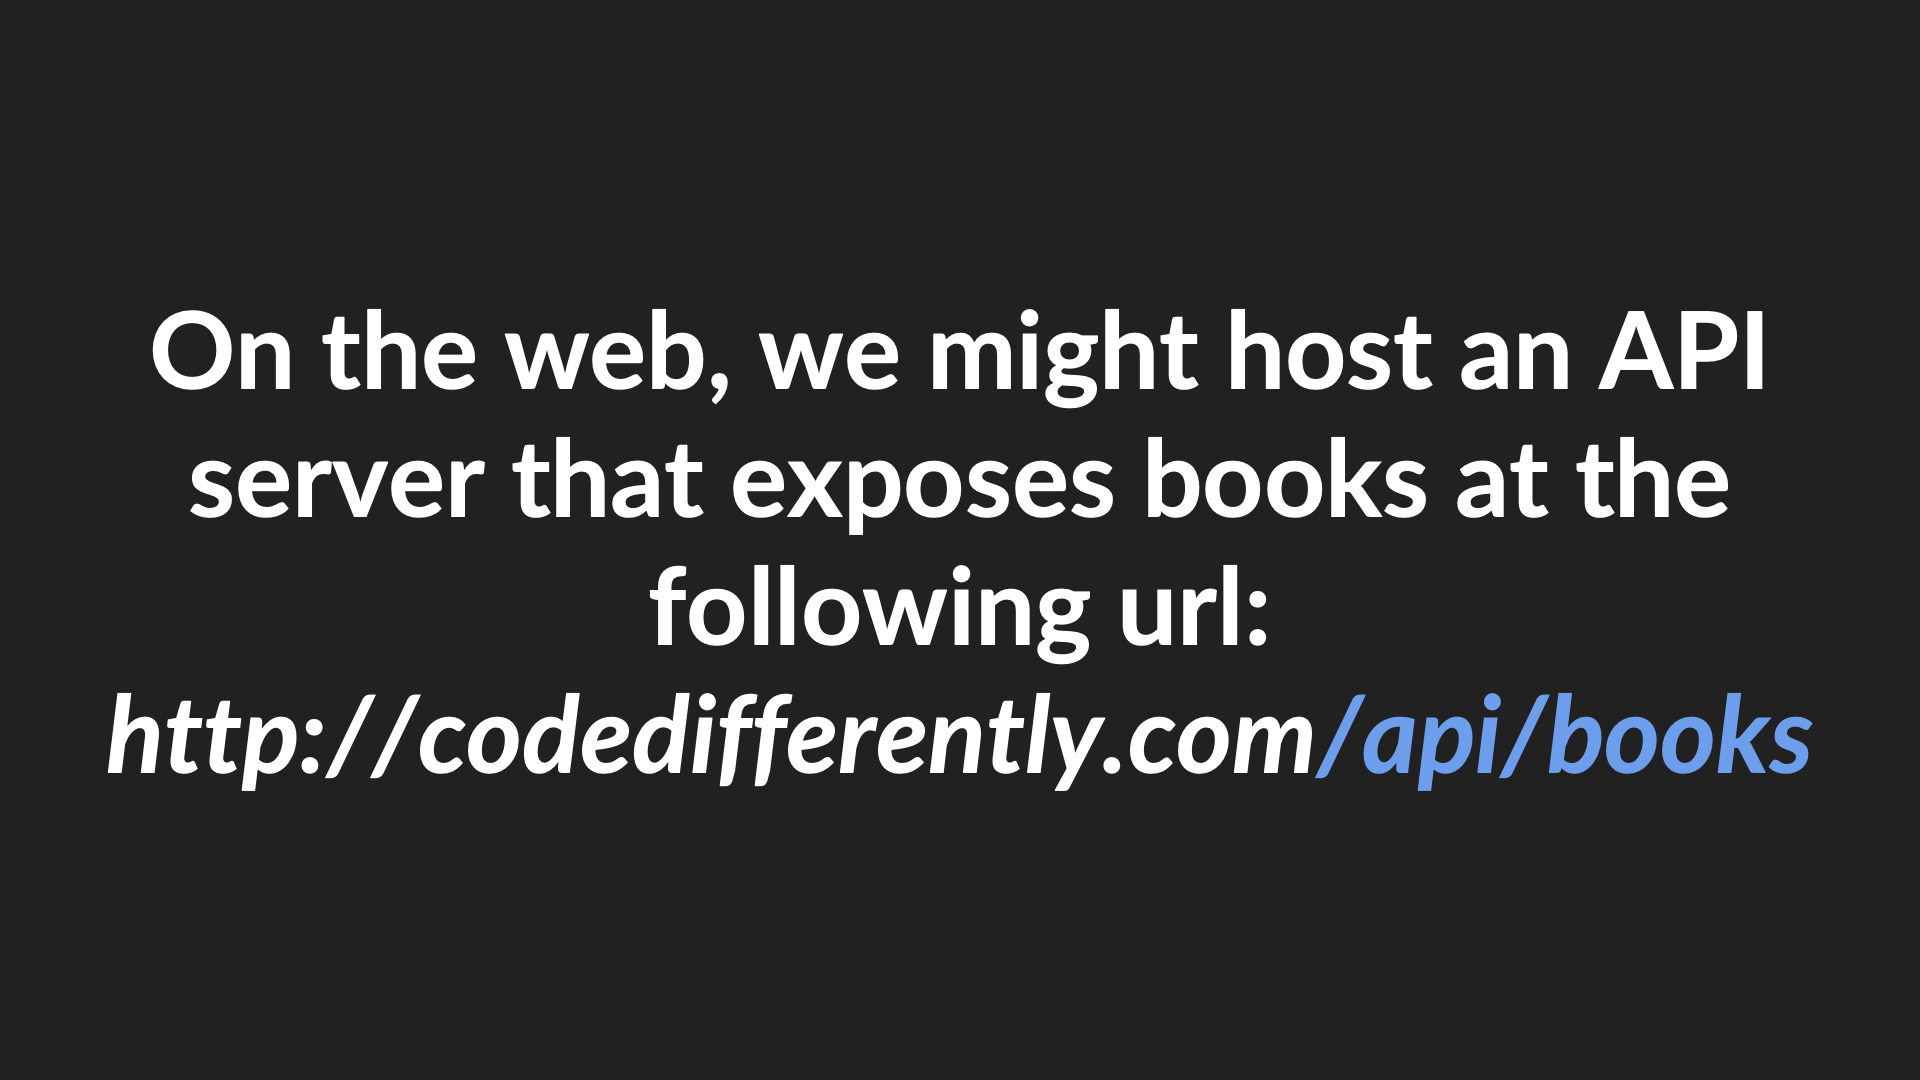 On the web, we might host an API
server that exposes books at the
following url:
http://codedifferently.com/api/books